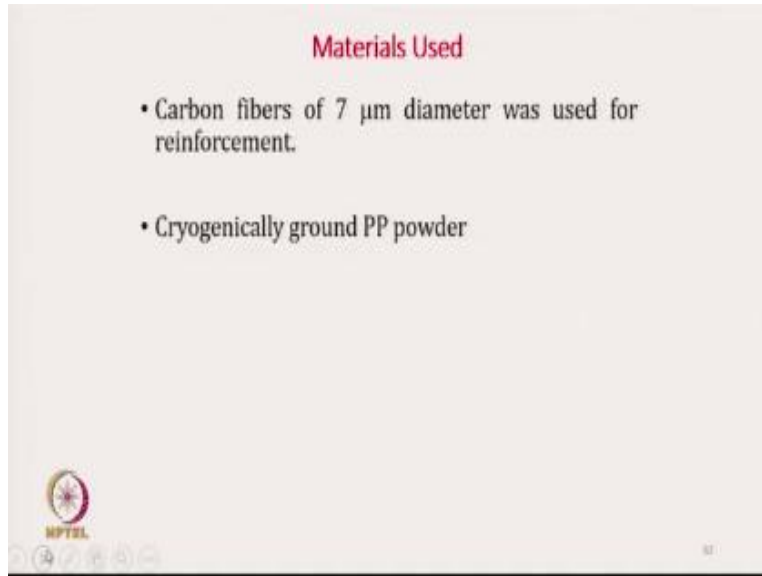 Materials Used
• Carbon fibers of 7 μm diameter was used for
reinforcement.
• Cryogenically ground PP powder
NPTEL